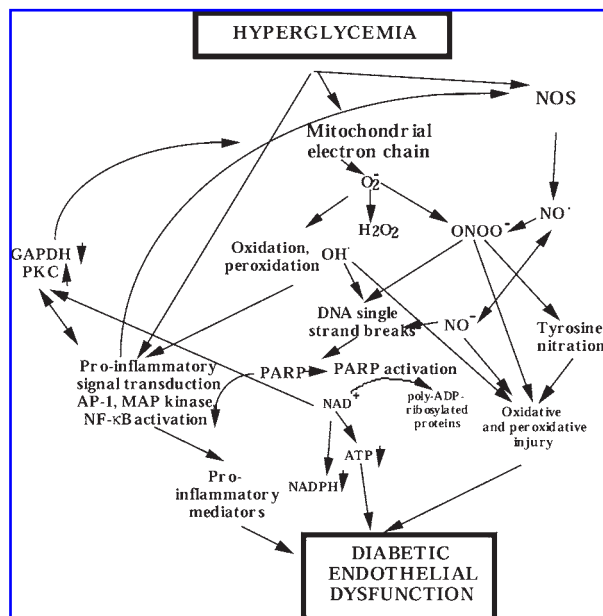 HYPERGLYCEMIA
NOS
Mitochondrial
electron chain
O2-
H2O2
ONOO-
NO·
GAPDH
PKC
Oxidation,
peroxidation
OH·
DNA single
strand breaks
NO-
Tyrosine
nitration
Pro-inflammatory
signal transduction
AP-1, MAP kinase,
NF-κB activation
PARP
PARP activation
NAD+
poly-ADP-
ribosylated
proteins
Oxidative
and peroxidative
injury
ATP
NADPH
Pro-
inflammatory
mediators
DIABETIC
ENDOTHELIAL
DYSFUNCTION